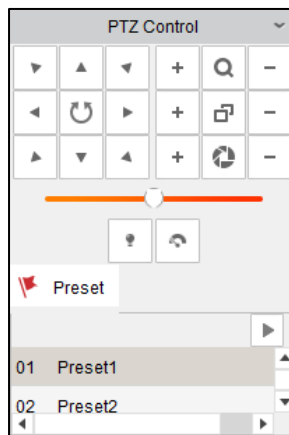 PTZ Control
+ −
+ −
+ −
Preset
01 Preset1
02 Preset2